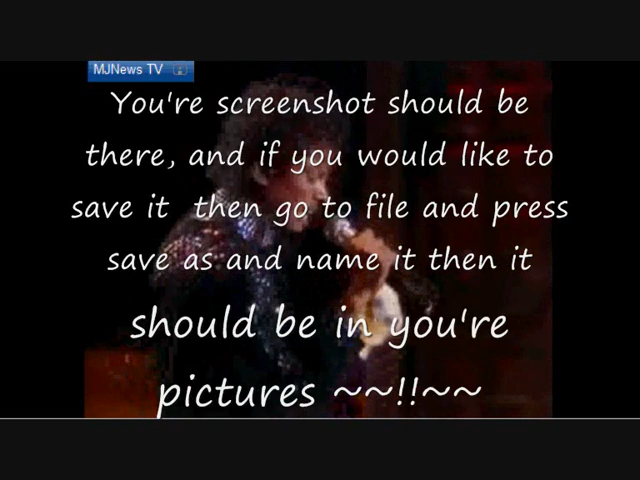 MJNews TV
You're screenshot should be
there, and if you would like to
save it then go to file and press
save as and name it then it
should be in you're
pictures ~~!!~~